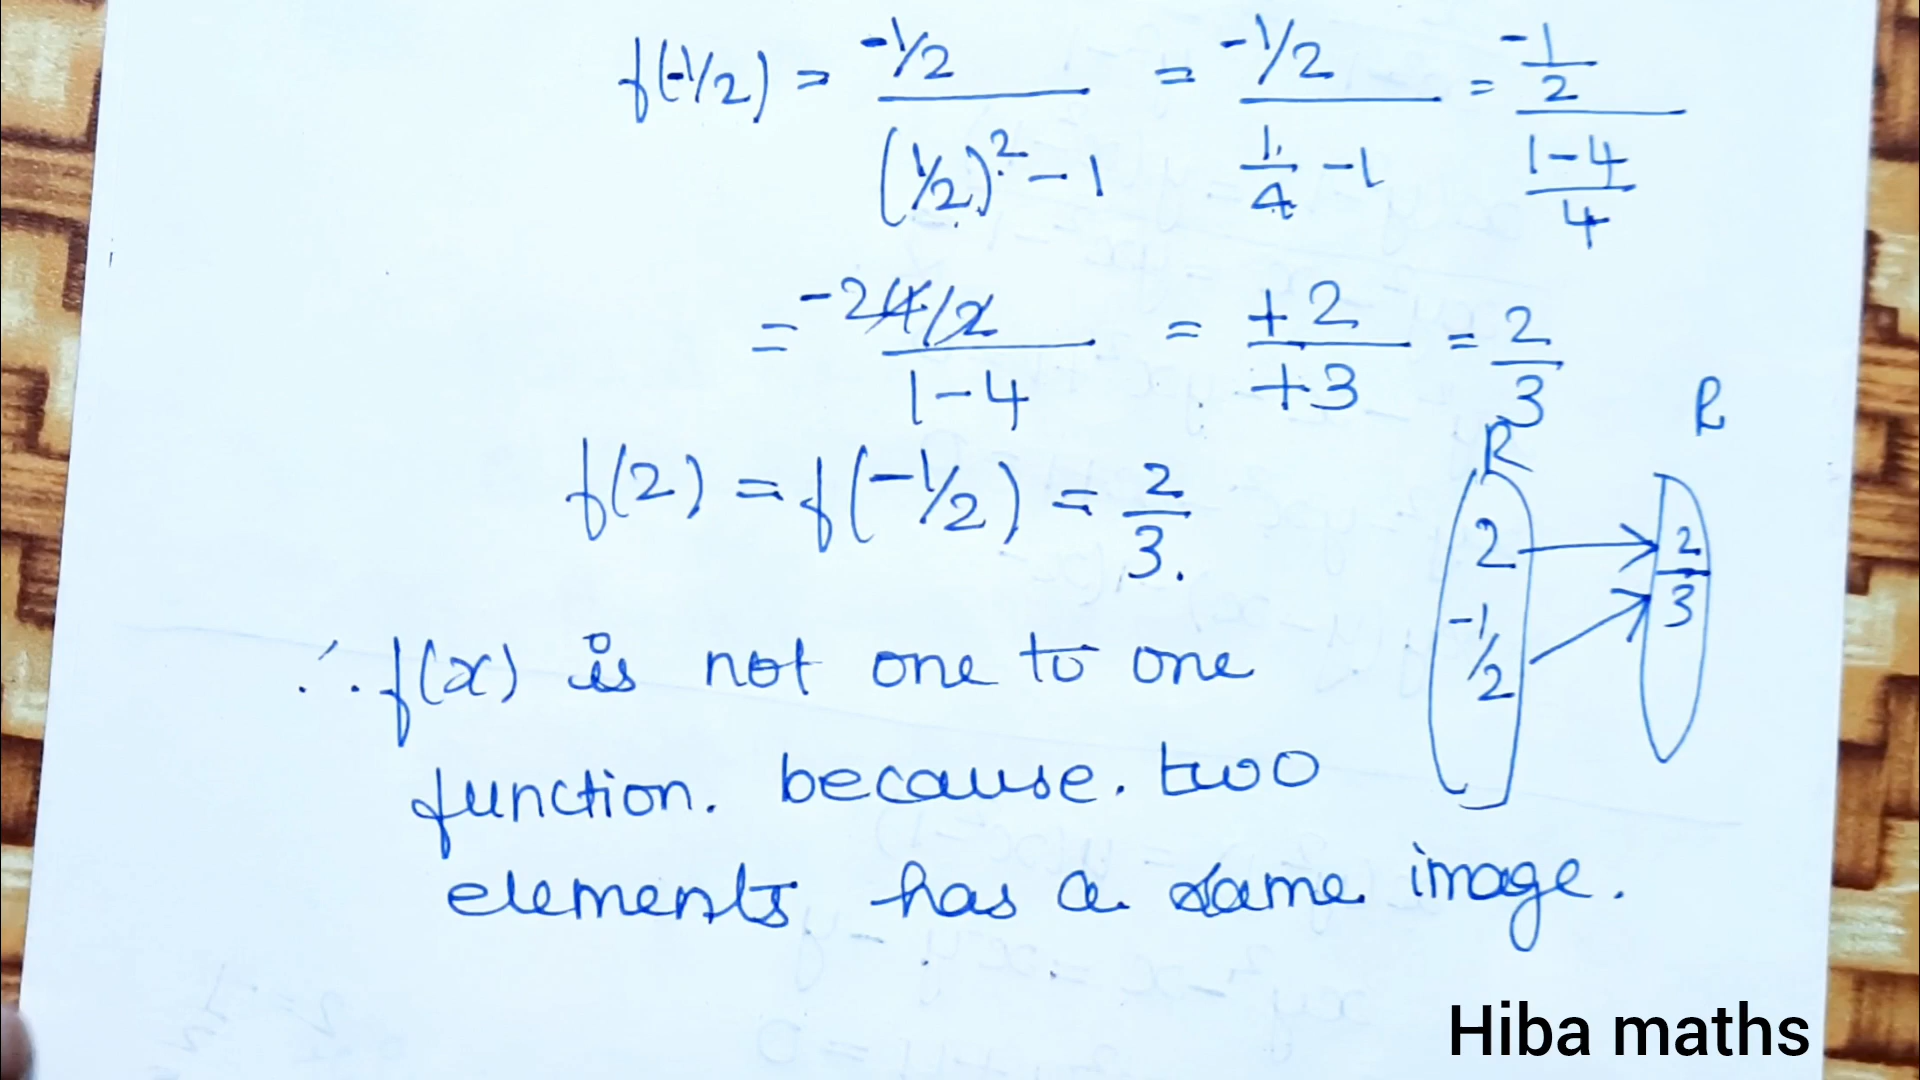 f(-1/2) = -1/2 / (1/2)² - 1 = -1/2 / 1/4 - 1 = -1/2 / 1-4/4
= -2 4/2 / 1-4 = +2/+3 = 2/3
R R
f(2) = f(-1/2) = 2/3.
2 2/3
-1/2
∴ f(x) is not one to one
function. because. two
elements has a same image.
Hiba maths